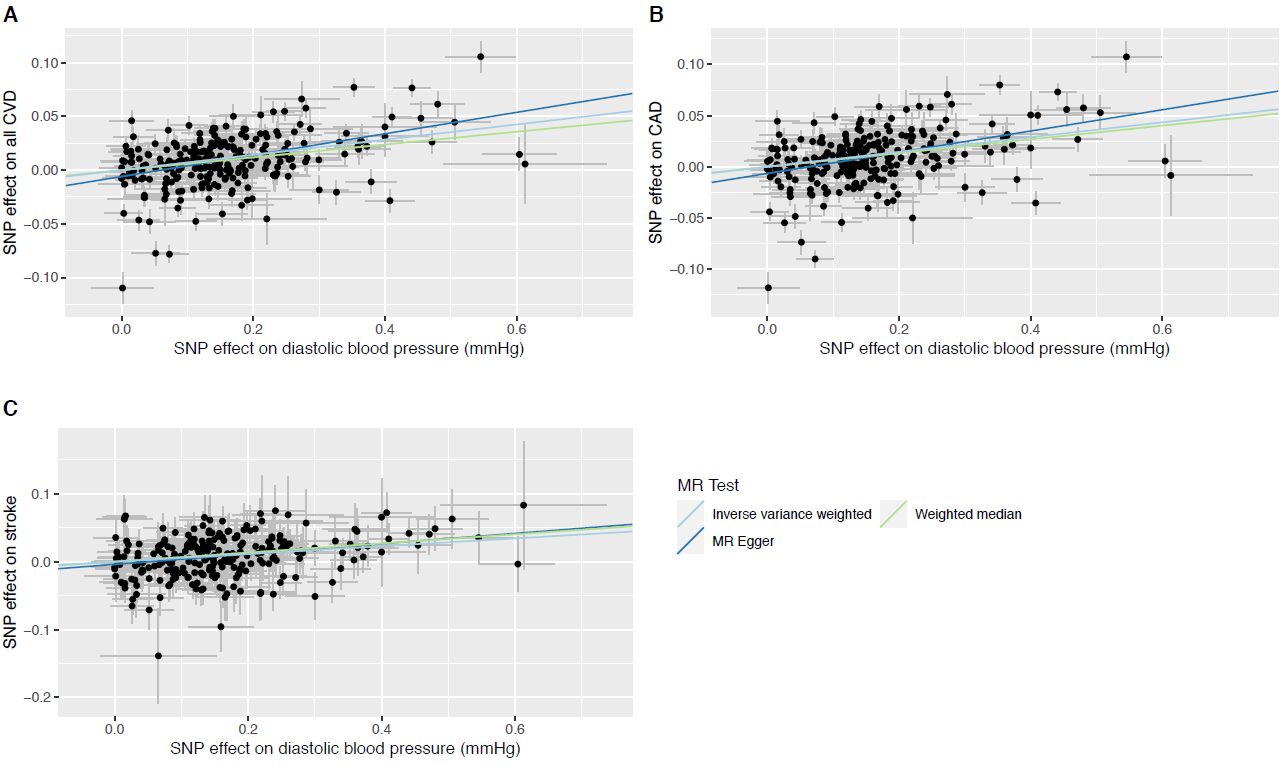 A
SNP effect on all CVD
0.10
0.05
0.00
−0.05
−0.10
0.0 0.2 0.4 0.6
SNP effect on diastolic blood pressure (mmHg)
B
SNP effect on CAD
0.10
0.05
0.00
−0.05
−0.10
0.0 0.2 0.4 0.6
SNP effect on diastolic blood pressure (mmHg)
C
SNP effect on stroke
0.1
0.0
−0.1
−0.2
0.0 0.2 0.4 0.6
SNP effect on diastolic blood pressure (mmHg)
MR Test
Inverse variance weighted Weighted median
MR Egger